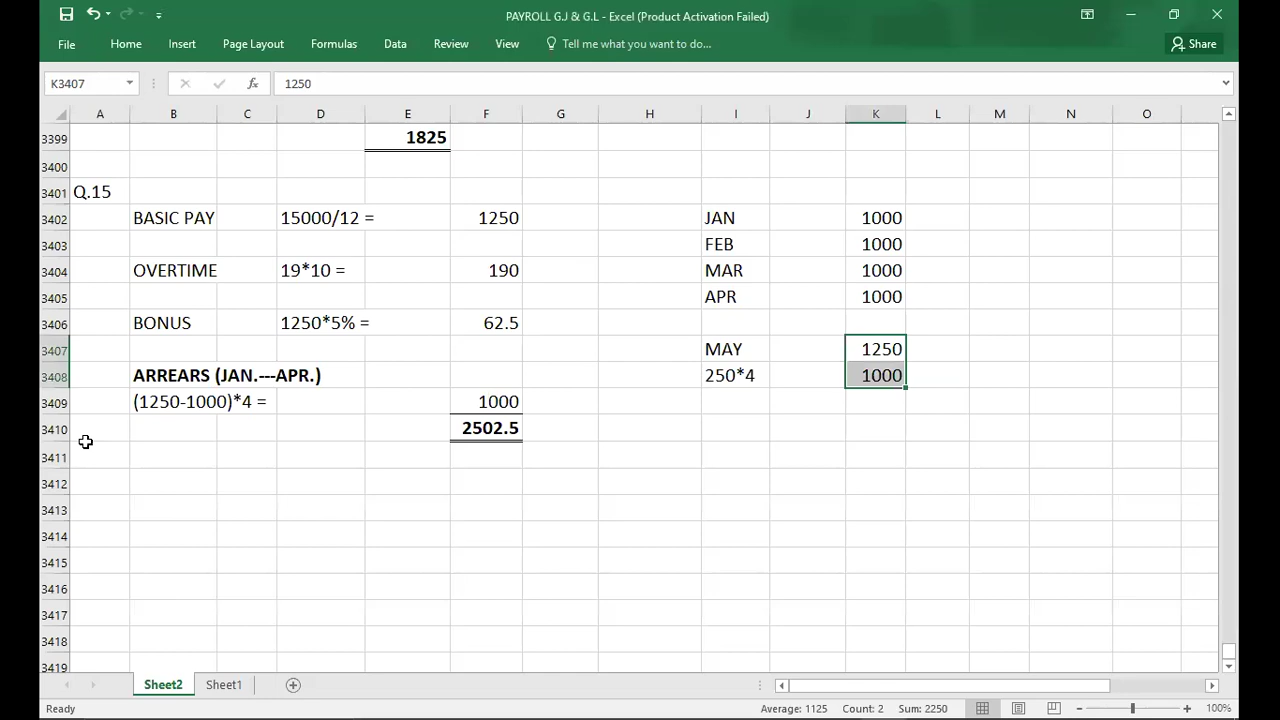 PAYROLL G.J & G.L - Excel (Product Activation Failed)
File Home Insert Page Layout Formulas Data Review View Tell me what you want to do... Share
K3407 fx 1250
A B C D E F G H I J K L M N O
3399 1825
3400
3401 Q.15
3402 BASIC PAY 15000/12 = 1250 JAN 1000
3403 FEB 1000
3404 OVERTIME 19*10 = 190 MAR 1000
3405 APR 1000
3406 BONUS 1250*5% = 62.5
3407 MAY 1250
3408 ARREARS (JAN.---APR.) 250*4 1000
3409 (1250-1000)*4 = 1000
3410 2502.5
3411
3412
3413
3414
3415
3416
3417
3418
3419
Sheet2 Sheet1
Ready Average: 1125 Count: 2 Sum: 2250 100%